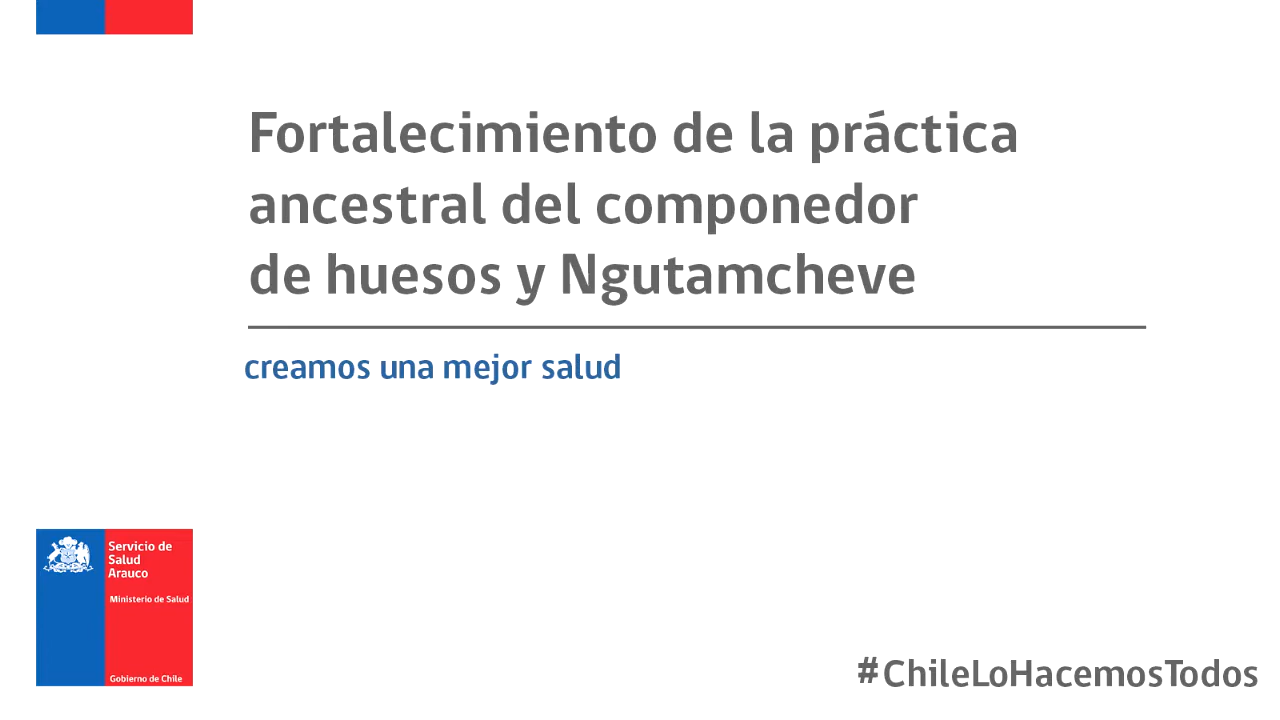 Fortalecimiento de la práctica
ancestral del componedor
de huesos y Ngutamcheve
creamos una mejor salud
Servicio de
Salud
Arauco
Ministerio de Salud
Gobierno de Chile
#ChileLoHacemosTodos